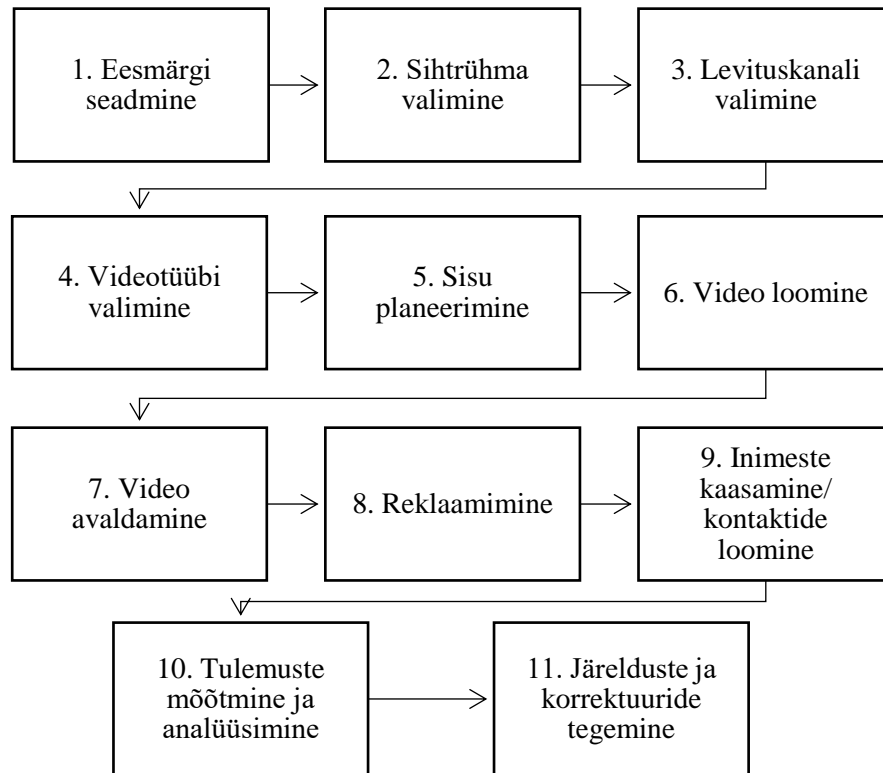 1. Eesmärgi
seadmine
2. Sihtrühma
valimine
3. Levituskanali
valimine
4. Videotüübi
valimine
5. Sisu
planeerimine
6. Video loomine
7. Video
avaldamine
8. Reklaamimine
9. Inimeste
kaasamine/
kontaktide
loomine
10. Tulemuste
mõõtmine ja
analüüsimine
11. Järelduste ja
korrektuuride
tegemine